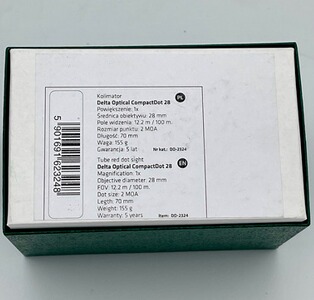 Kolimator
Delta Optical CompactDot 28
PL
Powiększenie: 1x
Średnica obiektywu: 28 mm
Pole widzenia: 12.2 m / 100 m.
Rozmiar punktu: 2 MOA
Długość: 70 mm
Waga: 155 g
Gwarancja: 5 lat
Nr kat.: DO-2324
Tube red dot sight
Delta Optical CompactDot 28
EN
Magnification: 1x
Objective diameter: 28 mm
FOV: 12.2 m / 100 m.
Dot size: 2 MOA
Length: 70 mm
Weight: 155 g
Warranty: 5 years
Item: DO-2324
5901691623248